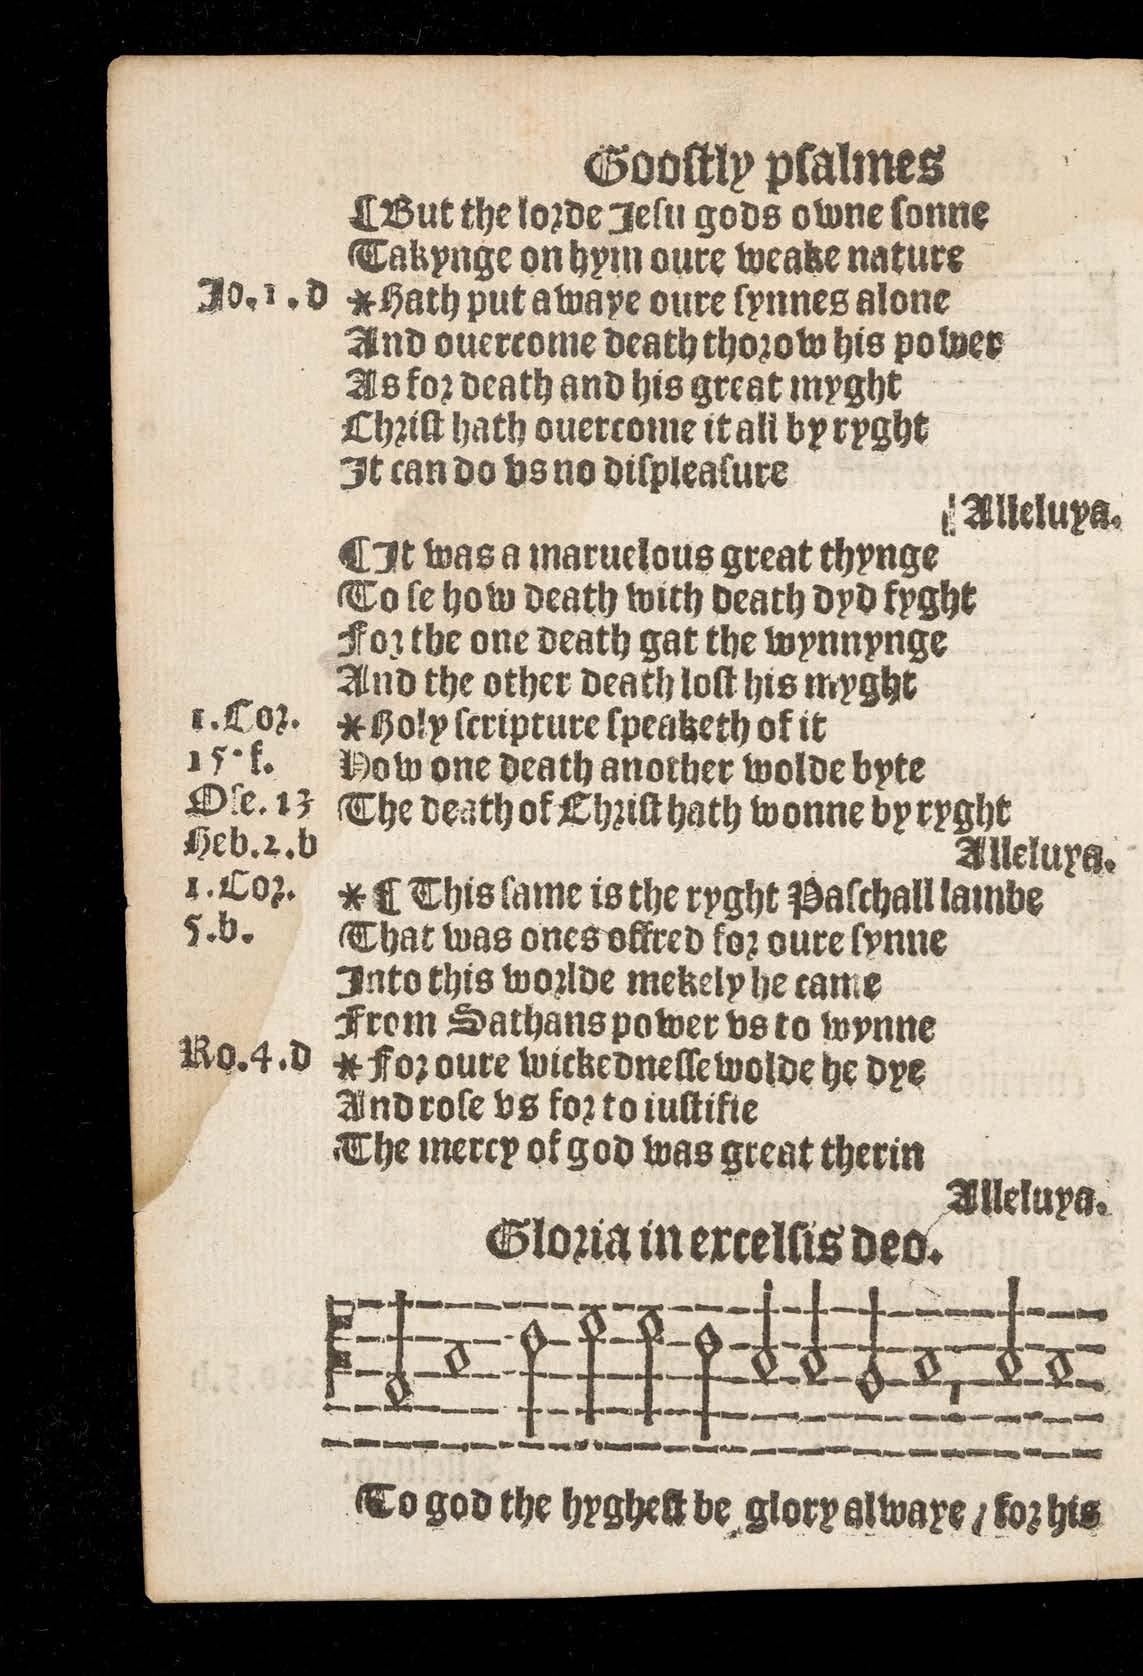 Goostly psalmes
¶But the lorde Jesu gods owne sonne
Takynge on hym oure weake nature
Jo.1.d *Hath put awaye oure synnes alone
And ouercome death thorow his power
As for death and his great myght
Christ hath ouercome it all by ryght
It can do vs no displeasure
Alleluya.
¶It was a maruelous great thynge
To se how death with death dyd fyght
For the one death gat the wynnynge
And the other death lost his myght
1.Cor. *Holy scripture speaketh of it
15.f. How one death another wolde byte
Ose.13 The death of Christ hath wonne by ryght
Heb.2.b Alleluya.
1.Cor. *¶ This same is the ryght Paschall lambe
5.b. That was ones offred for oure synne
Into this worlde mekely he came
From Sathans power vs to wynne
Ro.4.d *For oure wickednesse wolde he dye
And rose vs for to iustifie
The mercy of god was great therin
Alleluya.
Gloria in excelsis deo.
To god the hyghest be glory alwaye / for his